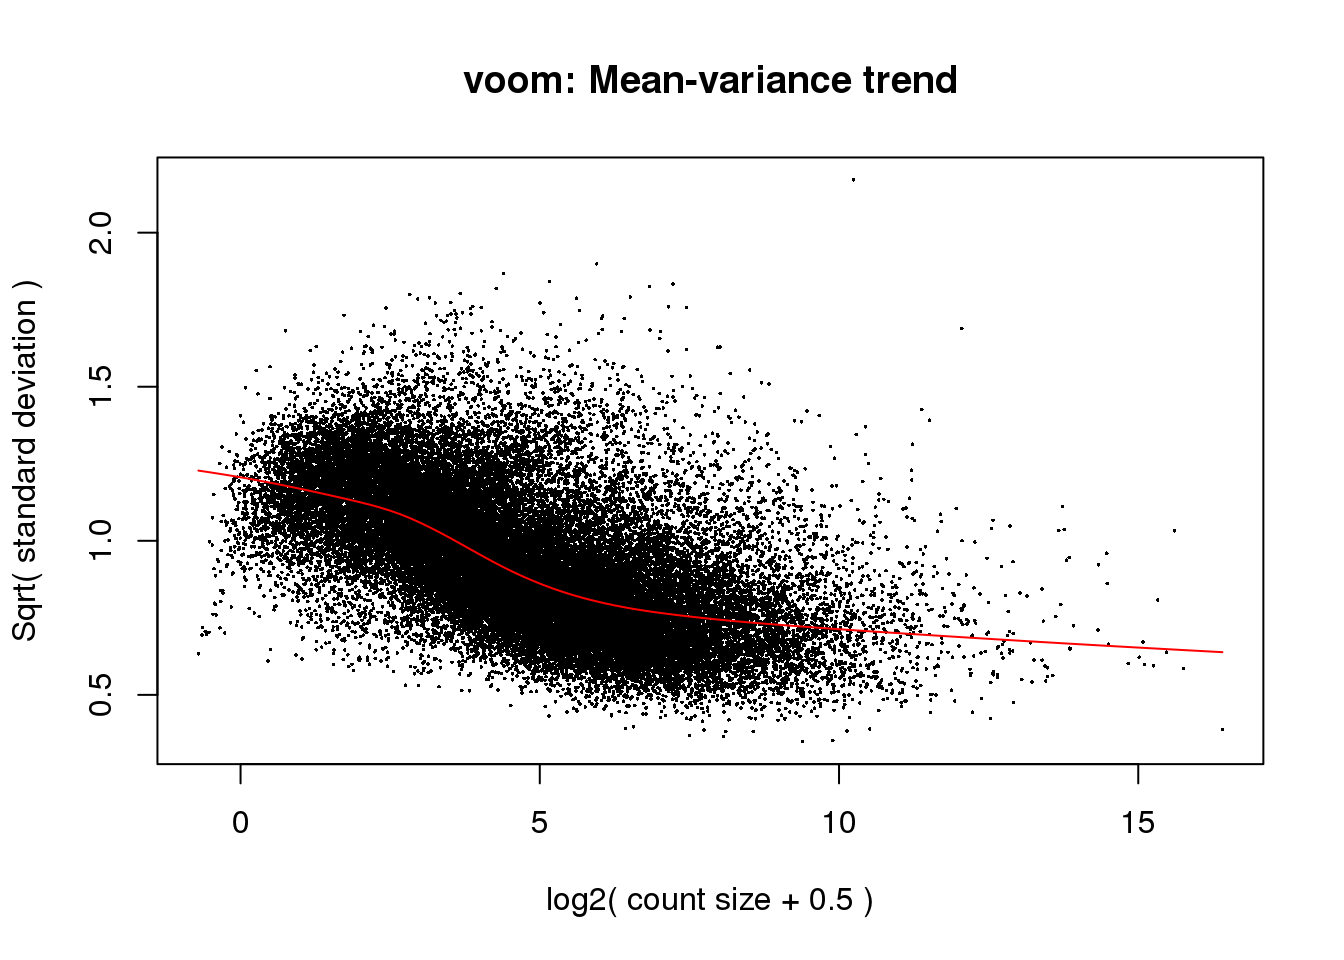 voom: Mean-variance trend
Sqrt( standard deviation )
2.0
1.5
1.0
0.5
0
5
10
15
log2( count size + 0.5 )